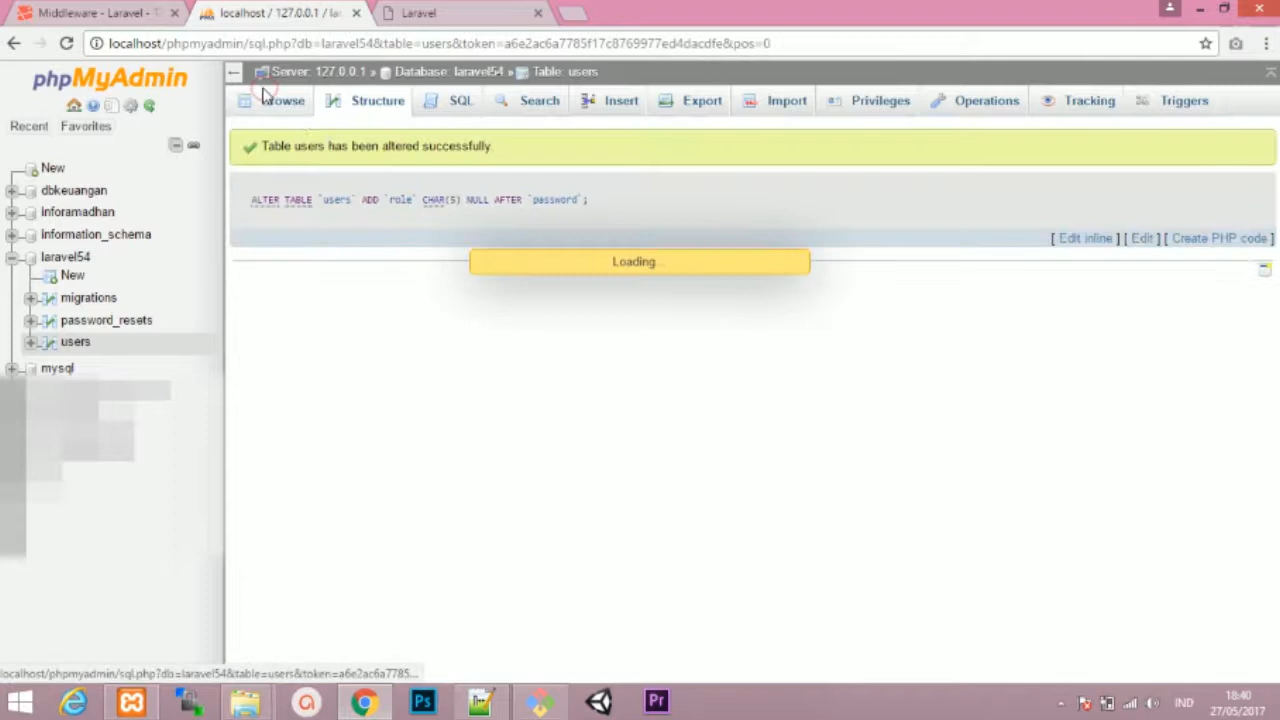 Middleware - Laravel - T
localhost / 127.0.0.1 / la
Laravel
localhost/phpmyadmin/sql.php?db=laravel54&table=users&token=a6e2ac6a7785f17c8769977ed4dacdfe&pos=0
phpMyAdmin
Server: 127.0.0.1 » Database: laravel54 » Table: users
Browse Structure SQL Search Insert Export Import Privileges Operations Tracking Triggers
Recent Favorites
Table users has been altered successfully.
New
dbkeuangan
inforamadhan
information_schema
laravel54
New
migrations
password_resets
users
mysql
ALTER TABLE `users` ADD `role` CHAR(5) NULL AFTER `password`;
[ Edit inline ] [ Edit ] [ Create PHP code ]
Loading
localhost/phpmyadmin/sql.php?db=laravel54&table=users&token=a6e2ac6a7785...
Ps
Pr
IND
18:40
27/05/2017